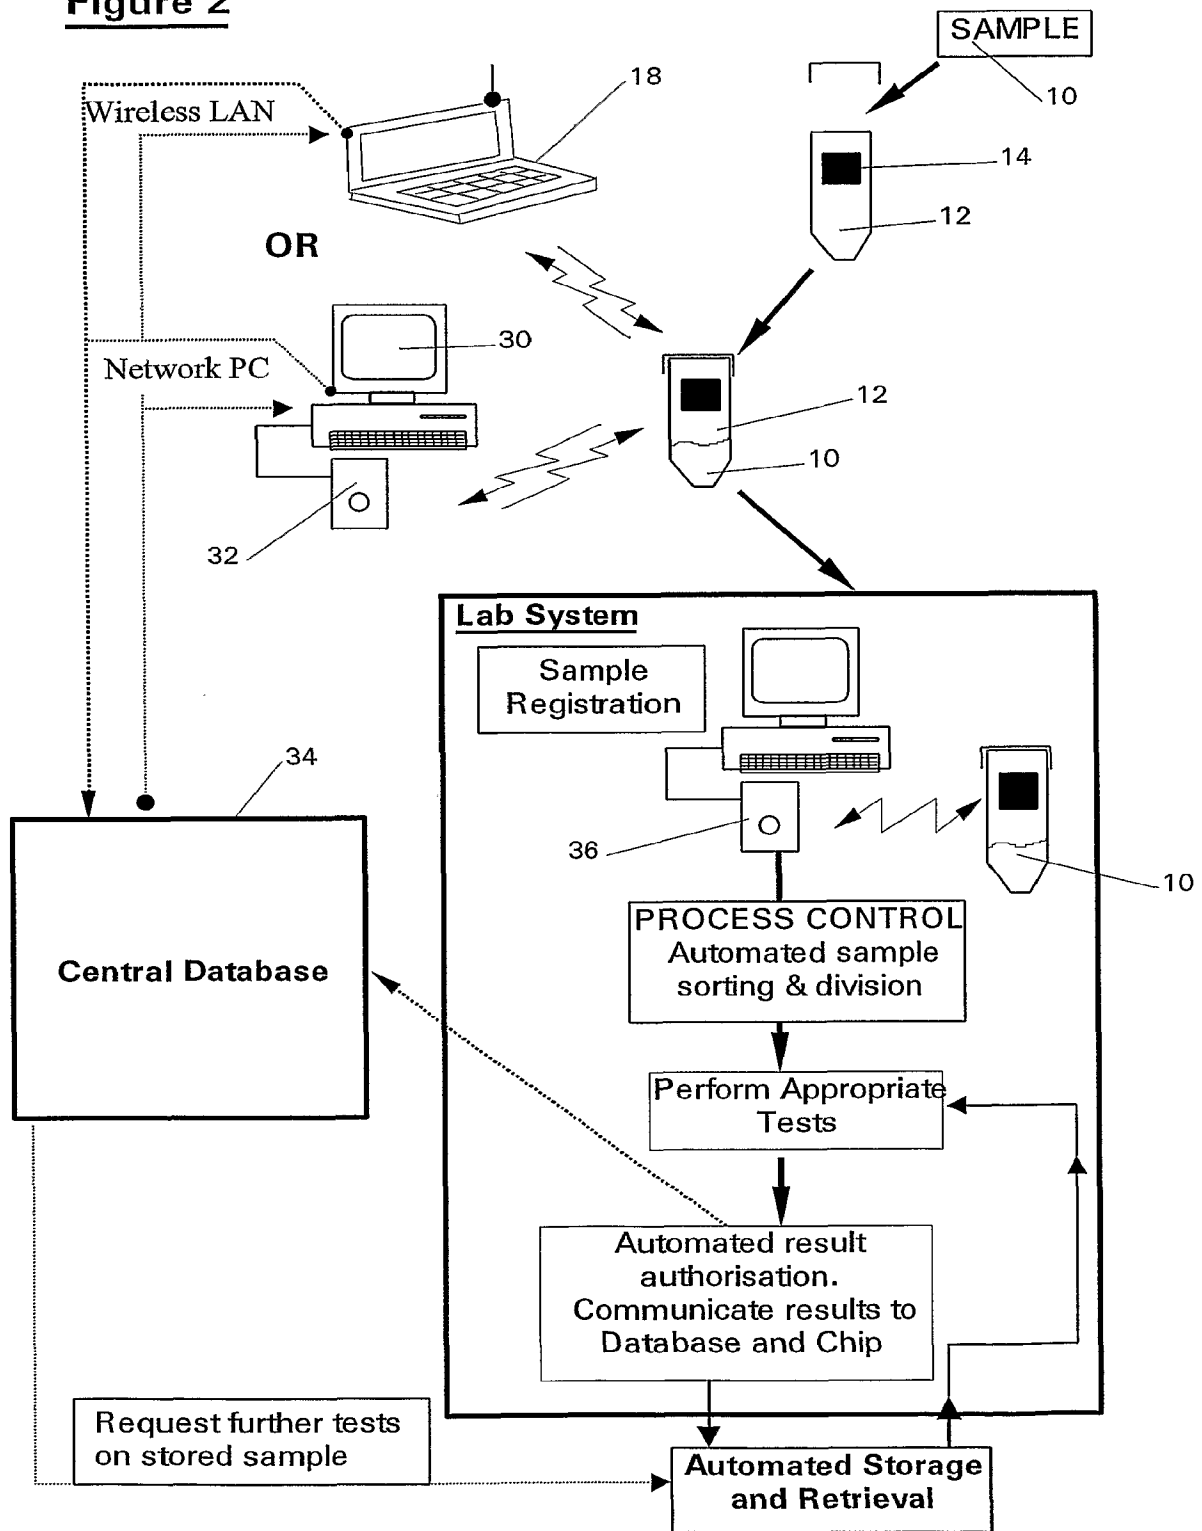 Figure 2
SAMPLE
10
18
Wireless LAN
14
12
OR
30
Network PC
12
10
32
Lab System
Sample
Registration
34
36
10
PROCESS CONTROL
Automated sample
sorting & division
Central Database
Perform Appropriate
Tests
Automated result
authorisation.
Communicate results to
Database and Chip
Request further tests
on stored sample
Automated Storage
and Retrieval